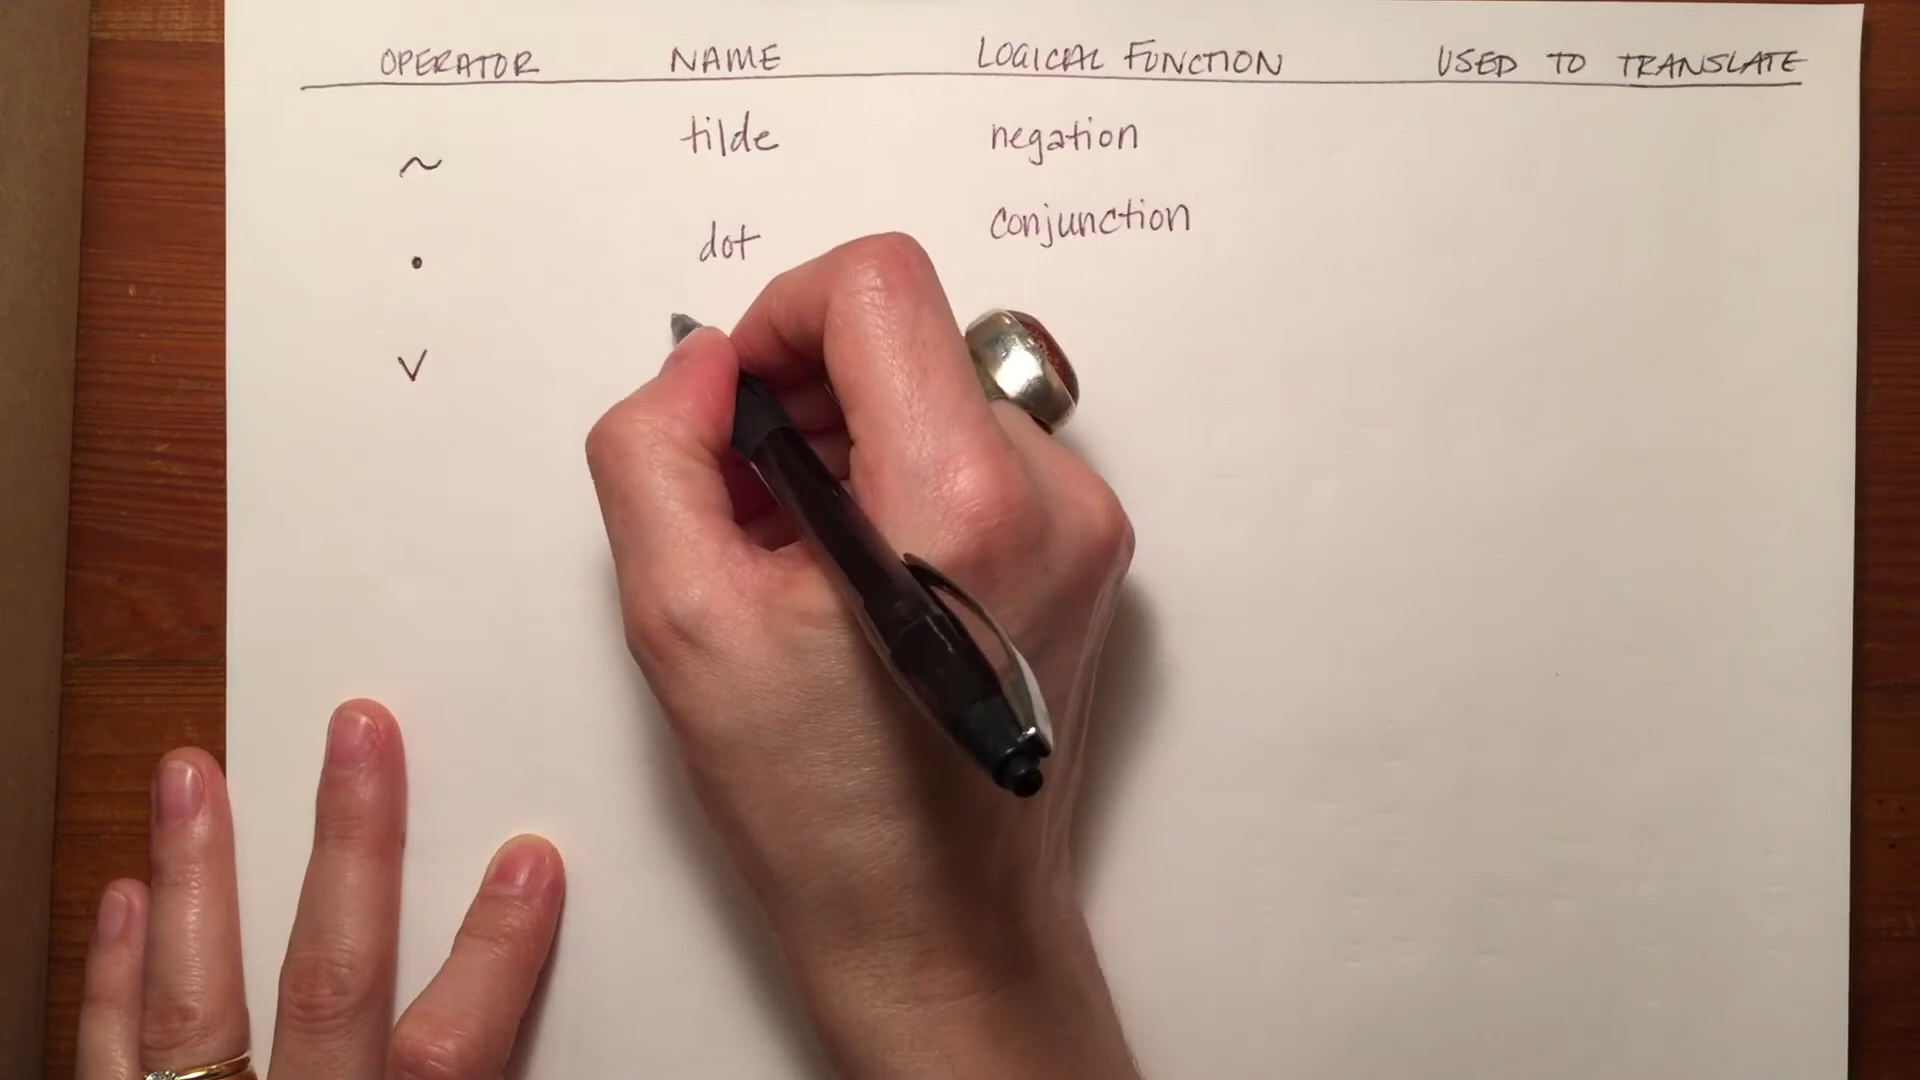 OPERATOR NAME LOGICAL FUNCTION USED TO TRANSLATE
~ tilde negation
• dot conjunction
v